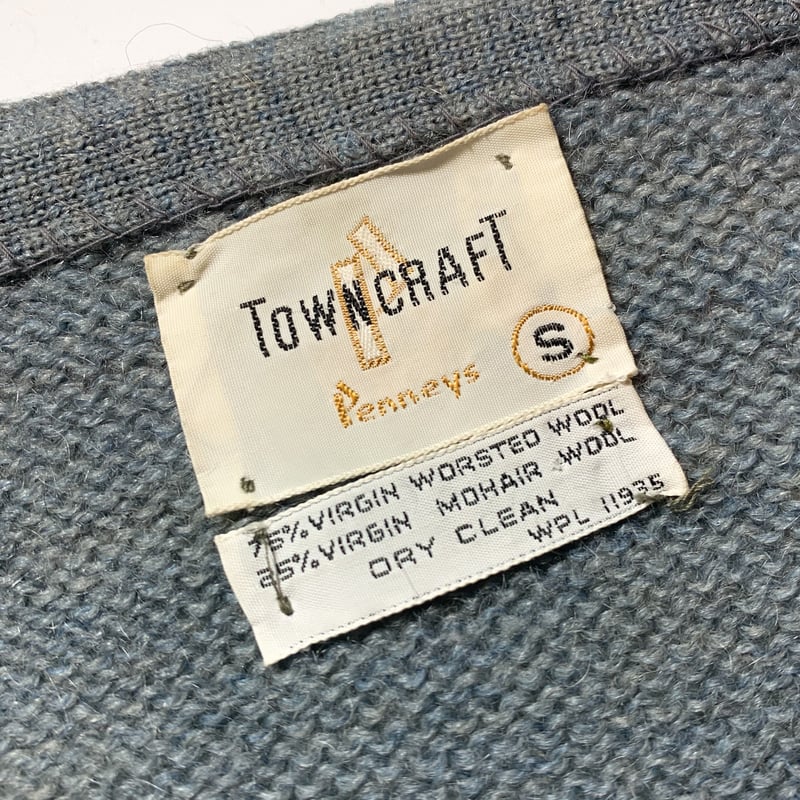 TOWNCRAFT
Penneys
S
75% VIRGIN WORSTED WOOL
25% VIRGIN MOHAIR WOOL
DRY CLEAN
WPL 11935